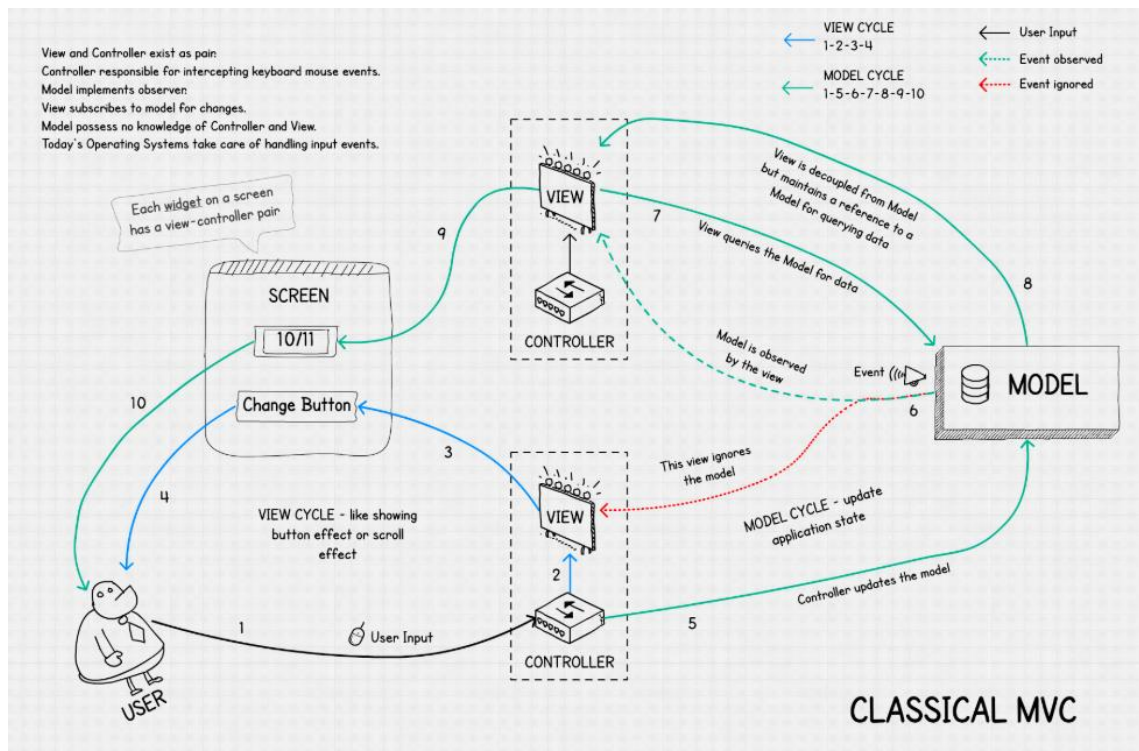 View and Controller exist as pair.
Controller responsible for intercepting keyboard mouse events.
Model implements observer.
View subscribes to model for changes.
Model possess no knowledge of Controller and View.
Today's Operating Systems take care of handling input events.
VIEW CYCLE
1-2-3-4
MODEL CYCLE
1-5-6-7-8-9-10
User Input
Event observed
Event ignored
Each widget on a screen
has a view-controller pair
SCREEN
10/11
Change Button
9
10
3
4
VIEW
CONTROLLER
7
View queries the Model for data
View is decoupled from Model
but maintains a reference to a
Model for querying data
8
Model is observed
by the view
Event
6
MODEL
This view ignores
the model
VIEW CYCLE - like showing
button effect or scroll
effect
VIEW
2
CONTROLLER
MODEL CYCLE - update
application state
Controller updates the model
5
1
User Input
USER
CLASSICAL MVC